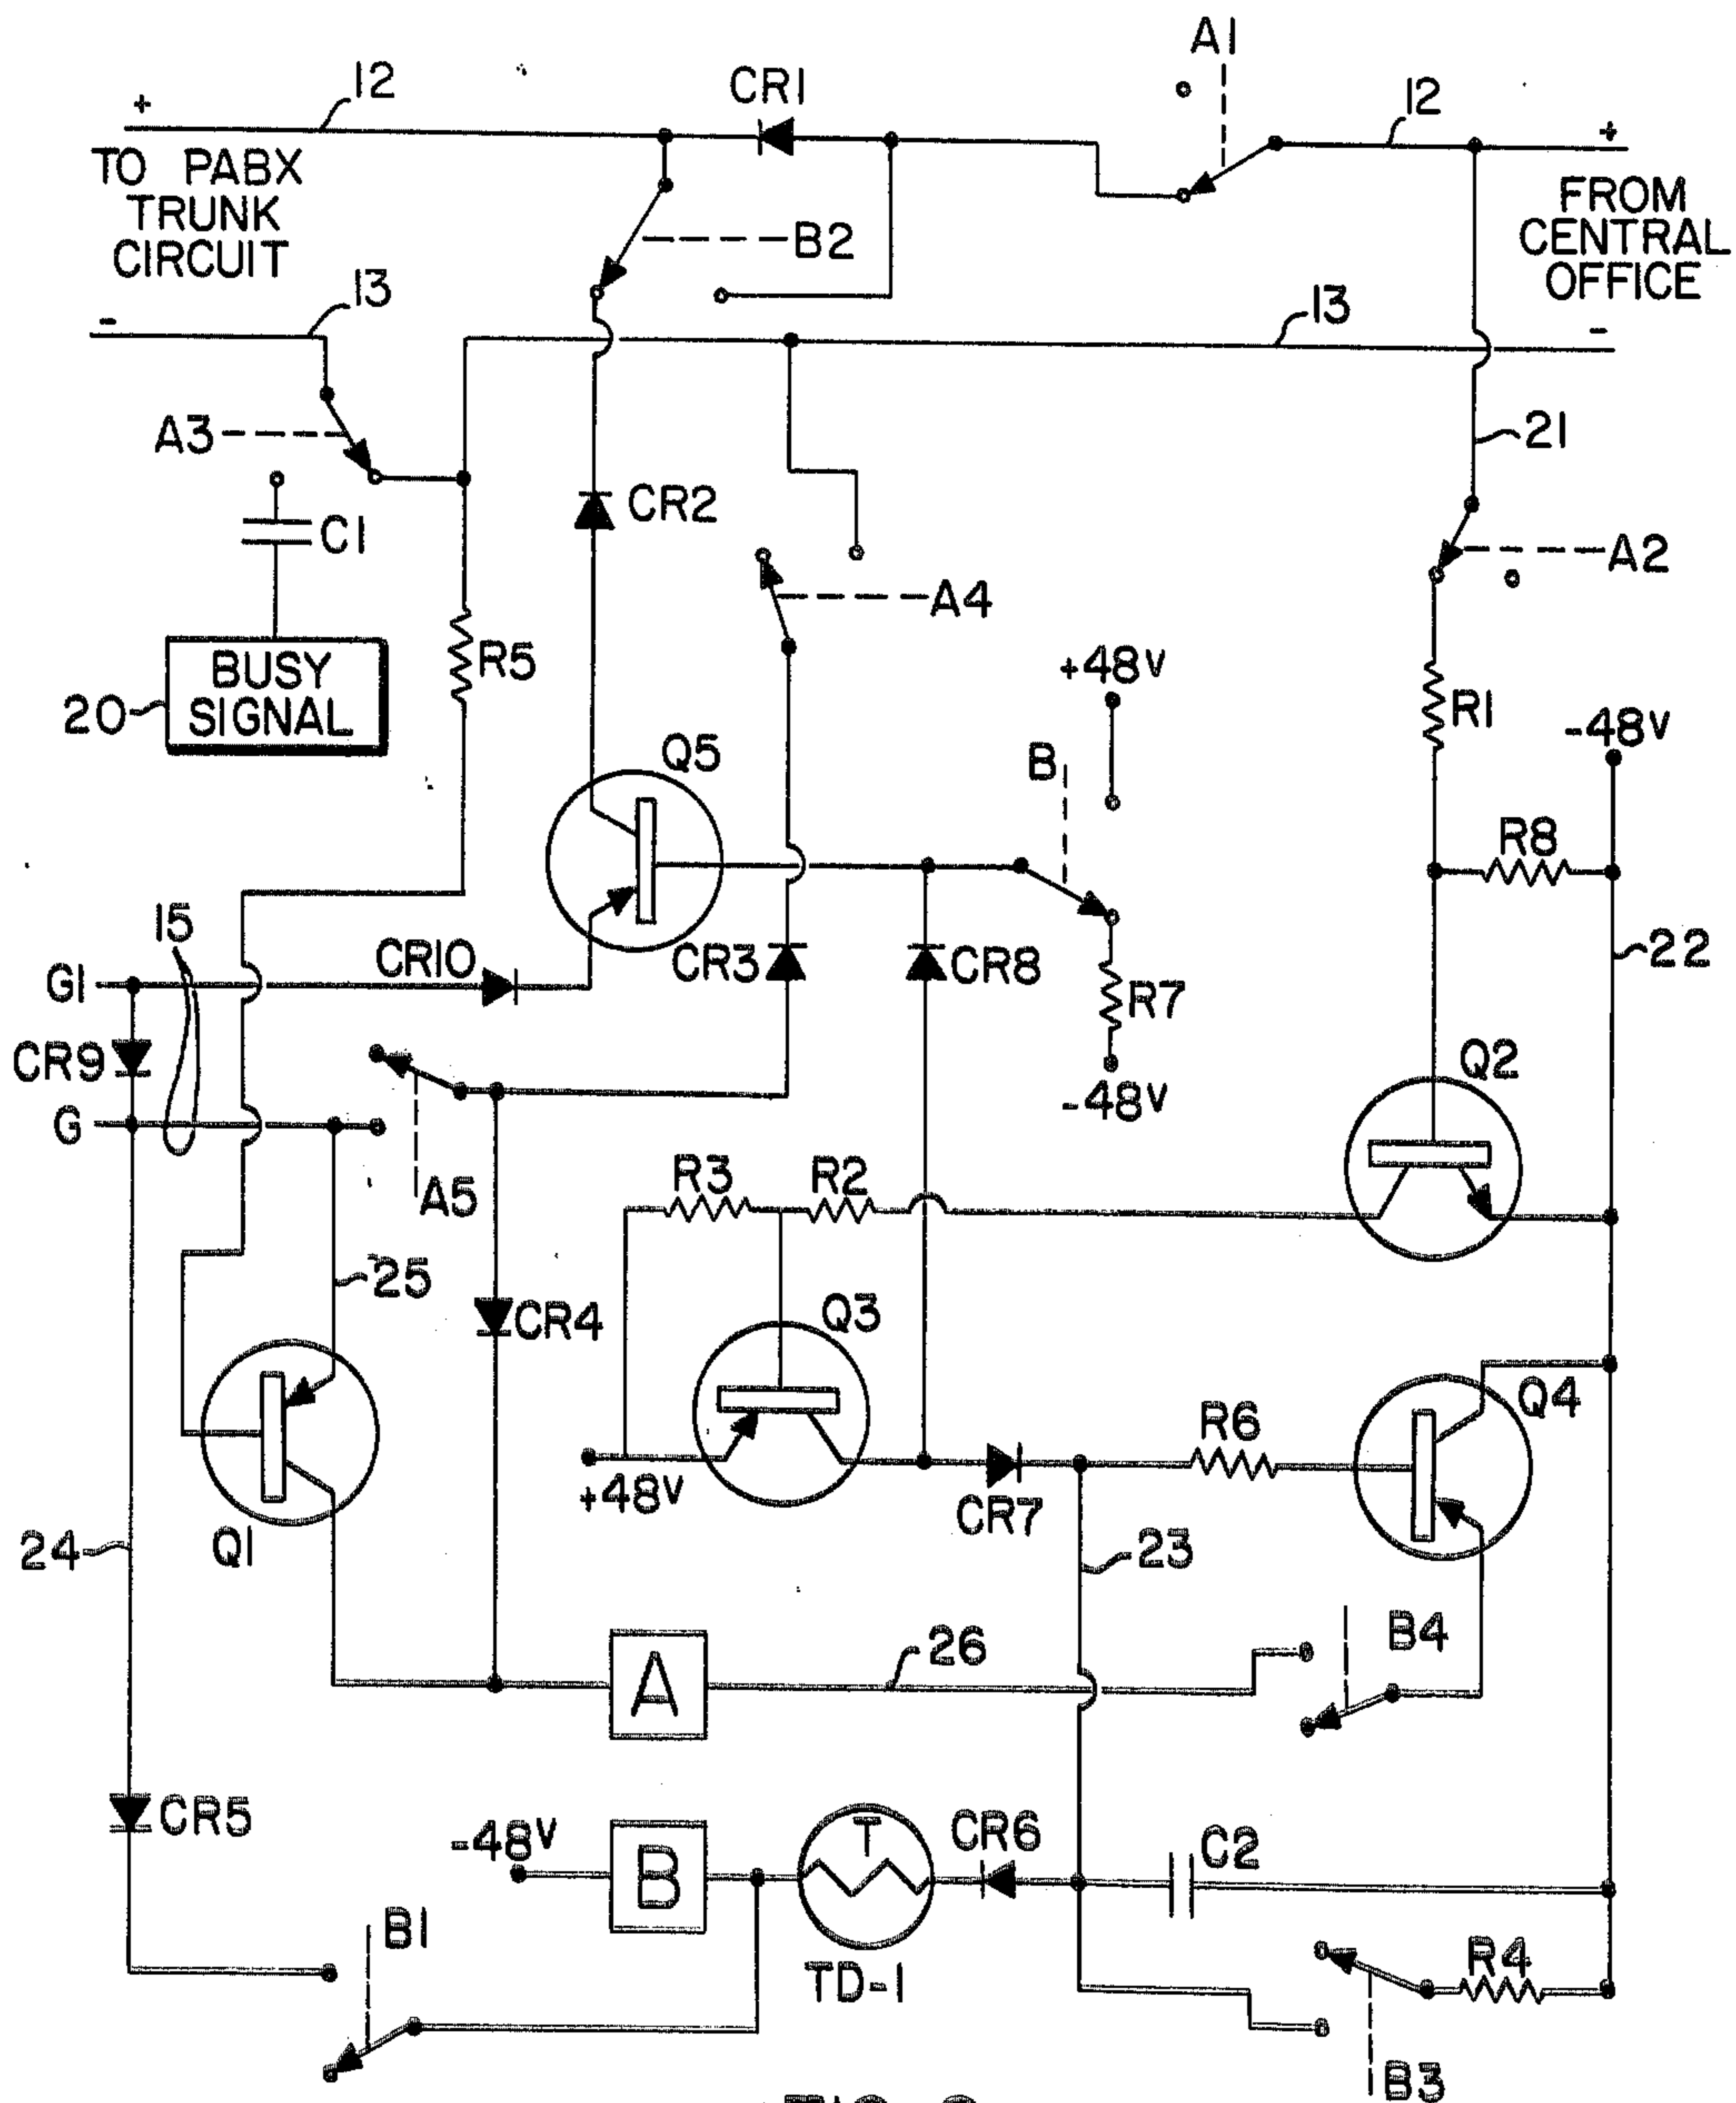 A1
12
CR1
12
+
+
TO PABX
TRUNK
CIRCUIT
FROM
CENTRAL
OFFICE
B2
13
13
-
-
A3
21
CR2
C1
A2
A4
BUSY
SIGNAL
20
R5
+48V
R1
-48V
Q5
B
R8
15
CR10
CR3
CR8
22
G1
R7
CR9
Q2
-48V
G
R3
R2
A5
25
CR4
Q3
Q4
R6
+48V
CR7
Q1
24
23
26
B4
A
CR5
-48V
B
T
CR6
C2
B1
TD-1
R4
B3